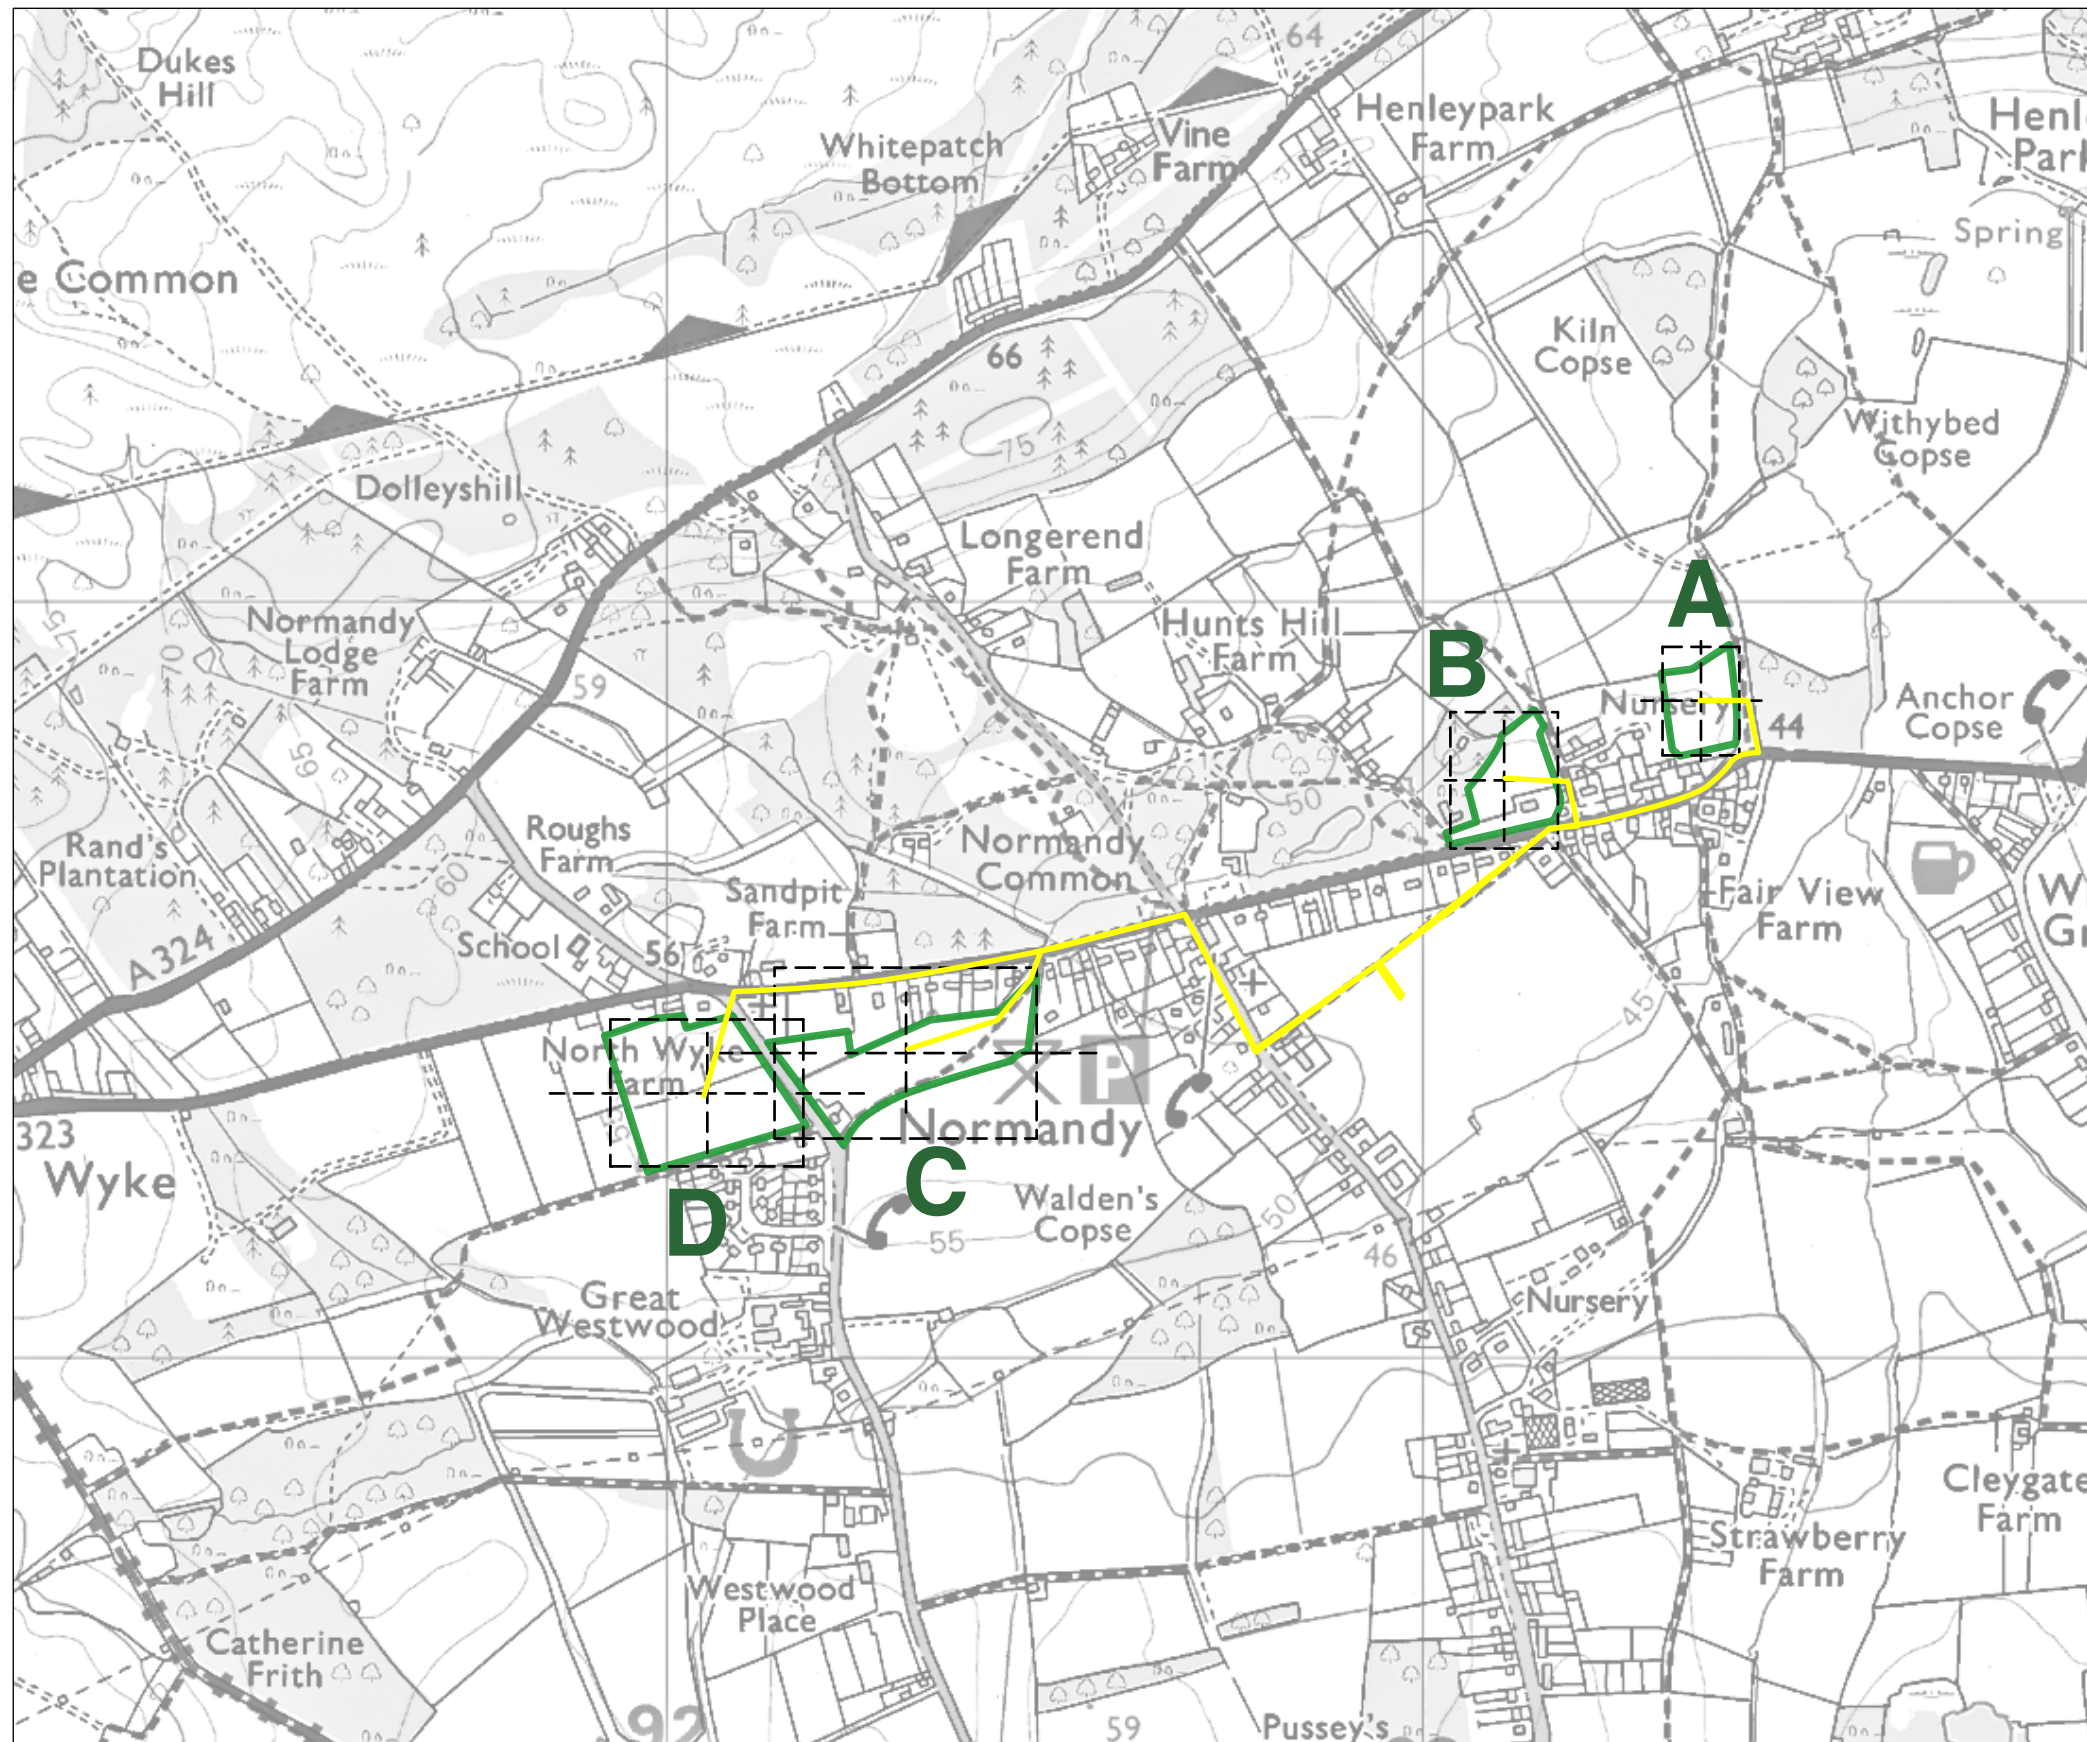 64
Dukes
Hill
Henleypark
Farm
Vine
Farm
Whitepatch
Bottom
Spring
e Common
66
Kiln
Copse
75
Withybed
Copse
Dolleyshill
Longerend
Farm
A
75
Normandy
Lodge
Farm
70
Hunts Hill
Farm
B
59
Nursery
44
Anchor
Copse
65
50
Roughs
Farm
Normandy
Common
Rand's
Plantation
60
Sandpit
Farm
Fair View
Farm
A 324
School
56
45
North Wyke
Farm
P
323
Wyke
Normandy
C
D
Walden's
Copse
50
55
46
Great
Westwood
Nursery
Cleygate
Farm
Strawberry
Farm
Westwood
Place
Catherine
Frith
92
59
Pussey's